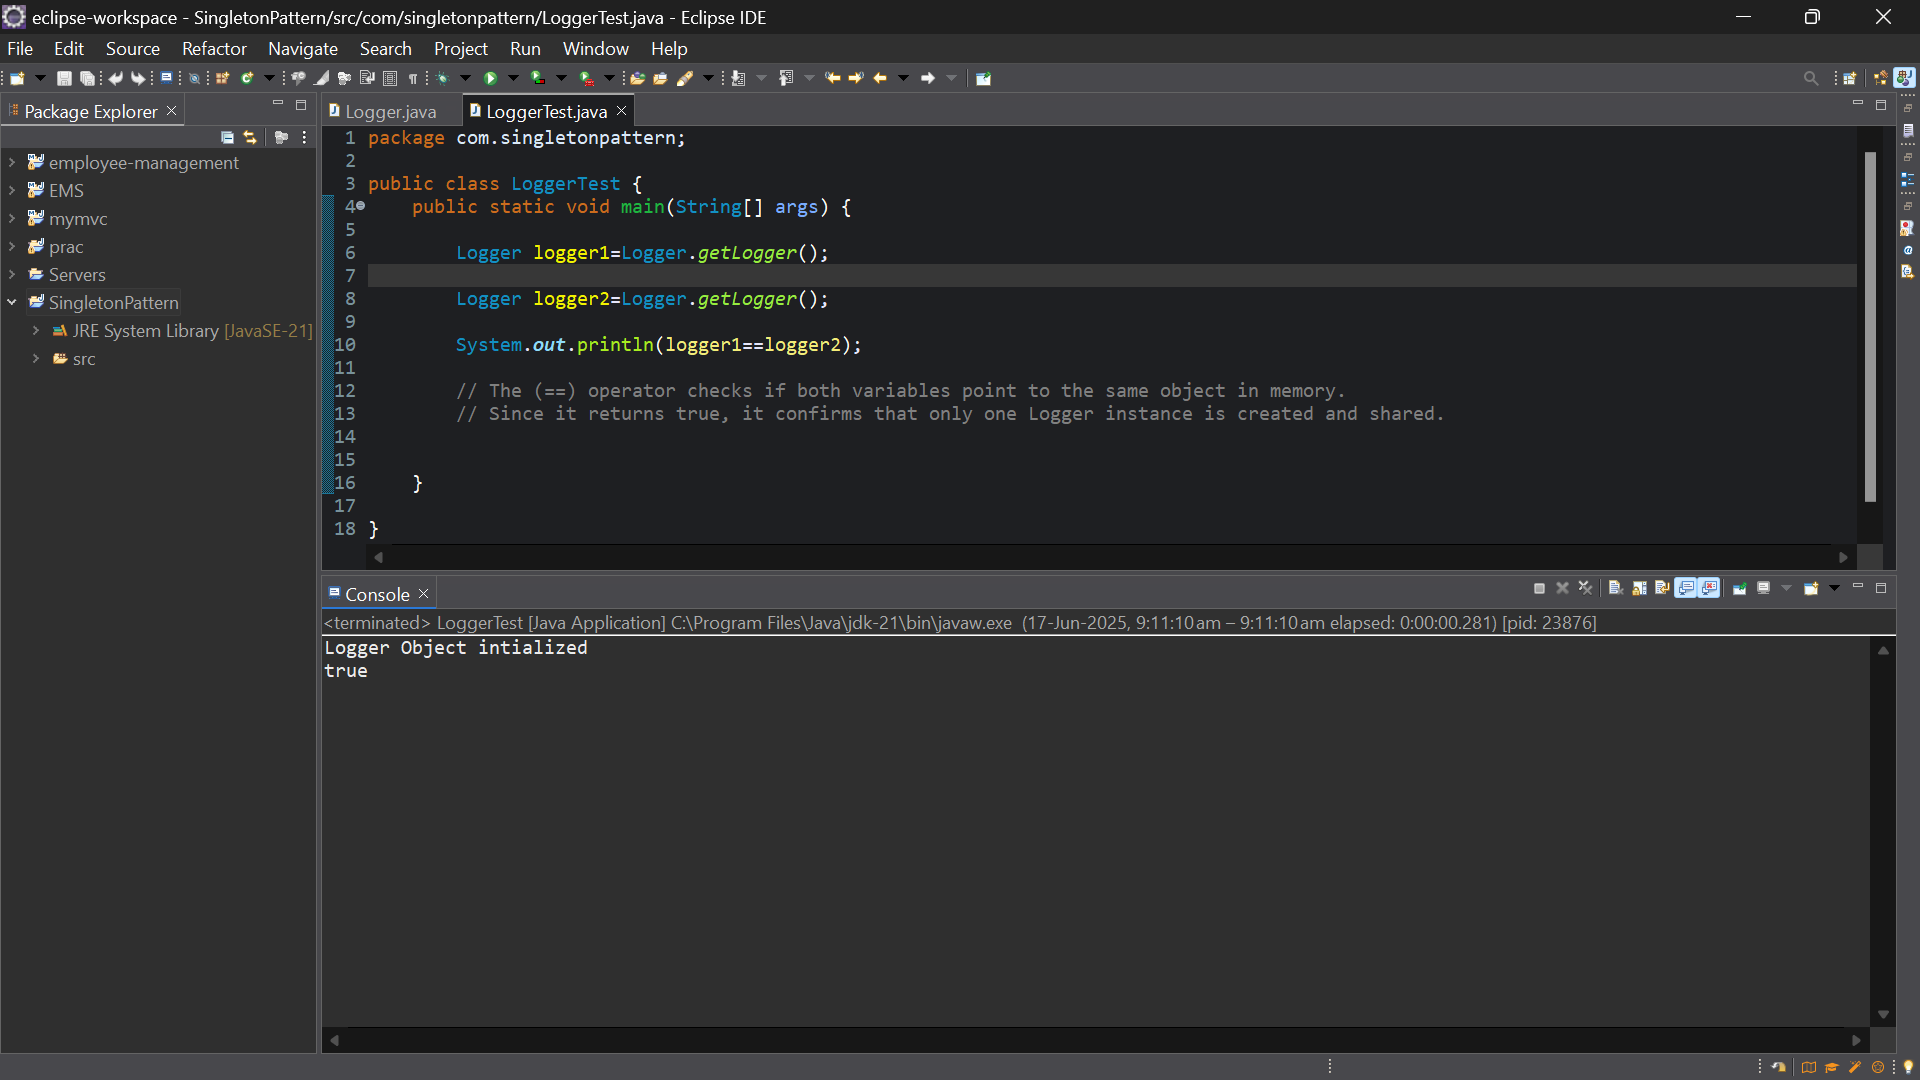 eclipse-workspace - SingletonPattern/src/com/singletonpattern/LoggerTest.java - Eclipse IDE
File Edit Source Refactor Navigate Search Project Run Window Help
Package Explorer
employee-management
EMS
mymvc
prac
Servers
SingletonPattern
JRE System Library [JavaSE-21]
src
Logger.java LoggerTest.java
1 package com.singletonpattern;
2
3 public class LoggerTest {
4 public static void main(String[] args) {
5
6 Logger logger1=Logger.getLogger();
7
8 Logger logger2=Logger.getLogger();
9
10 System.out.println(logger1==logger2);
11
12 // The (==) operator checks if both variables point to the same object in memory.
13 // Since it returns true, it confirms that only one Logger instance is created and shared.
14
15
16 }
17
18 }
Console
<terminated> LoggerTest [Java Application] C:\Program Files\Java\jdk-21\bin\javaw.exe (17-Jun-2025, 9:11:10 am – 9:11:10 am elapsed: 0:00:00.281) [pid: 23876]
Logger Object intialized
true